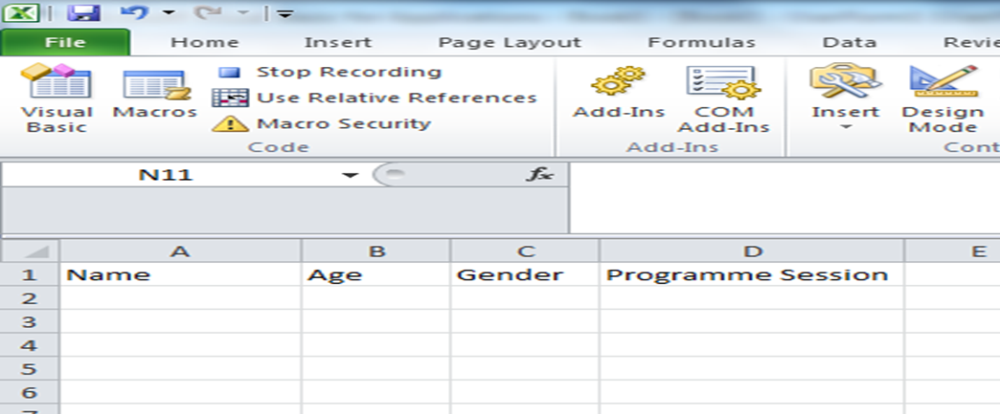 File Home Insert Page Layout Formulas Data Revie
Visual Basic
Macros
Stop Recording
Use Relative References
Macro Security
Code
Add-Ins
COM Add-Ins
Add-Ins
Insert
Design Mode
Cont
N11
fx
A B C D E
1 Name Age Gender Programme Session
2
3
4
5
6
7